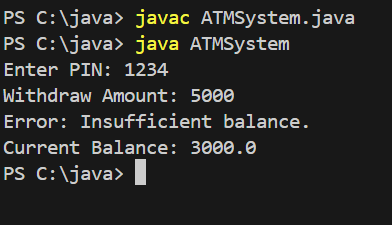 PS C:\java> javac ATMSystem.java
PS C:\java> java ATMSystem
Enter PIN: 1234
Withdraw Amount: 5000
Error: Insufficient balance.
Current Balance: 3000.0
PS C:\java>